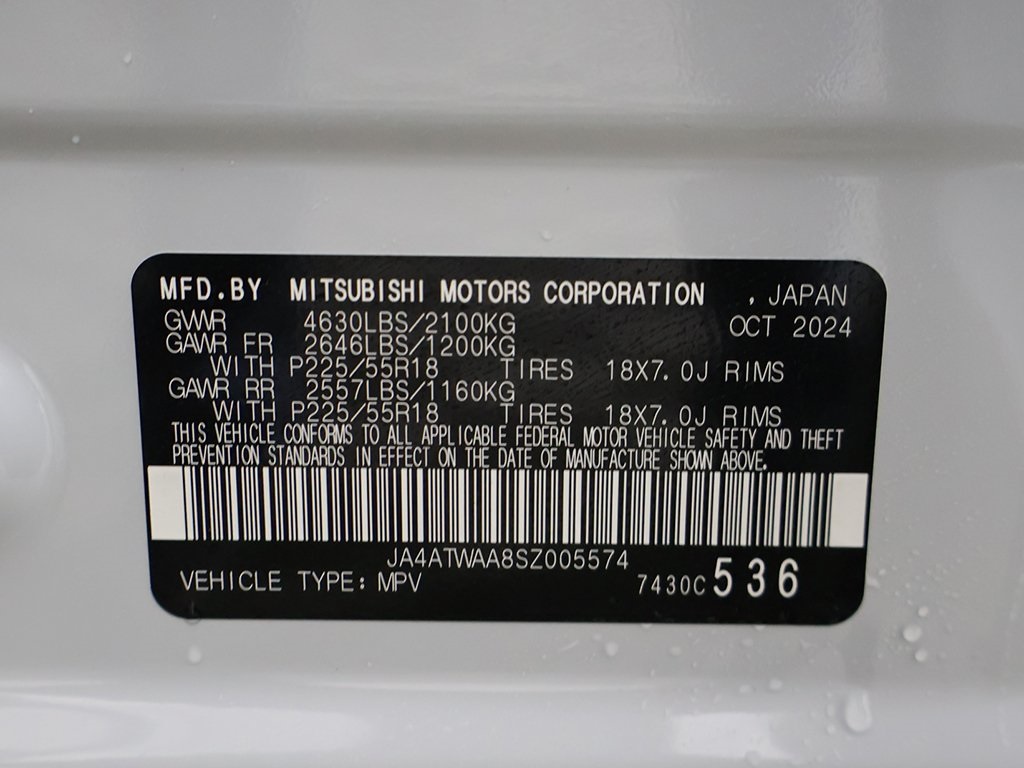 MFD.BY MITSUBISHI MOTORS CORPORATION , JAPAN
GVWR 4630LBS/2100KG OCT 2024
GAWR FR 2646LBS/1200KG
WITH P225/55R18 TIRES 18X7.0J RIMS
GAWR RR 2557LBS/1160KG
WITH P225/55R18 TIRES 18X7.0J RIMS
THIS VEHICLE CONFORMS TO ALL APPLICABLE FEDERAL MOTOR VEHICLE SAFETY AND THEFT
PREVENTION STANDARDS IN EFFECT ON THE DATE OF MANUFACTURE SHOWN ABOVE.
JA4ATWAA8SZ005574
VEHICLE TYPE: MPV 7430C 536